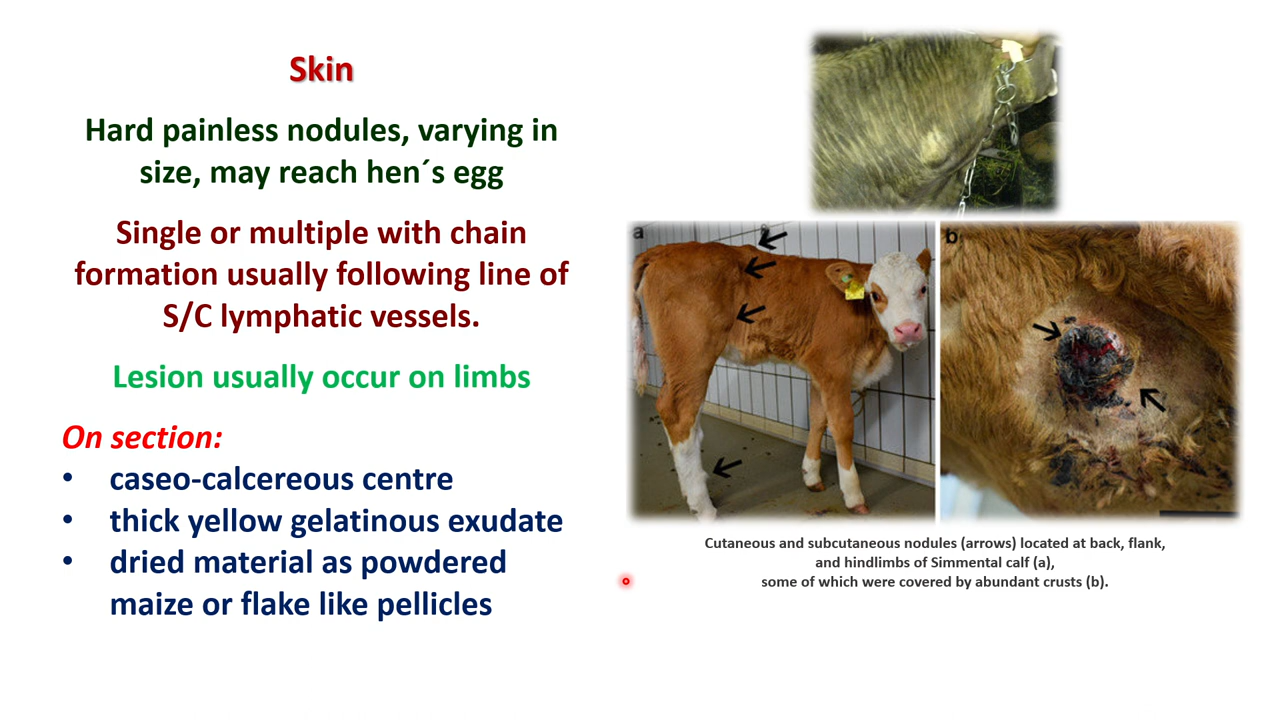 Skin
Hard painless nodules, varying in
size, may reach hen´s egg
Single or multiple with chain
formation usually following line of
S/C lymphatic vessels.
Lesion usually occur on limbs
On section:
• caseo-calcereous centre
• thick yellow gelatinous exudate
• dried material as powdered
maize or flake like pellicles
a
b
Cutaneous and subcutaneous nodules (arrows) located at back, flank,
and hindlimbs of Simmental calf (a),
some of which were covered by abundant crusts (b).